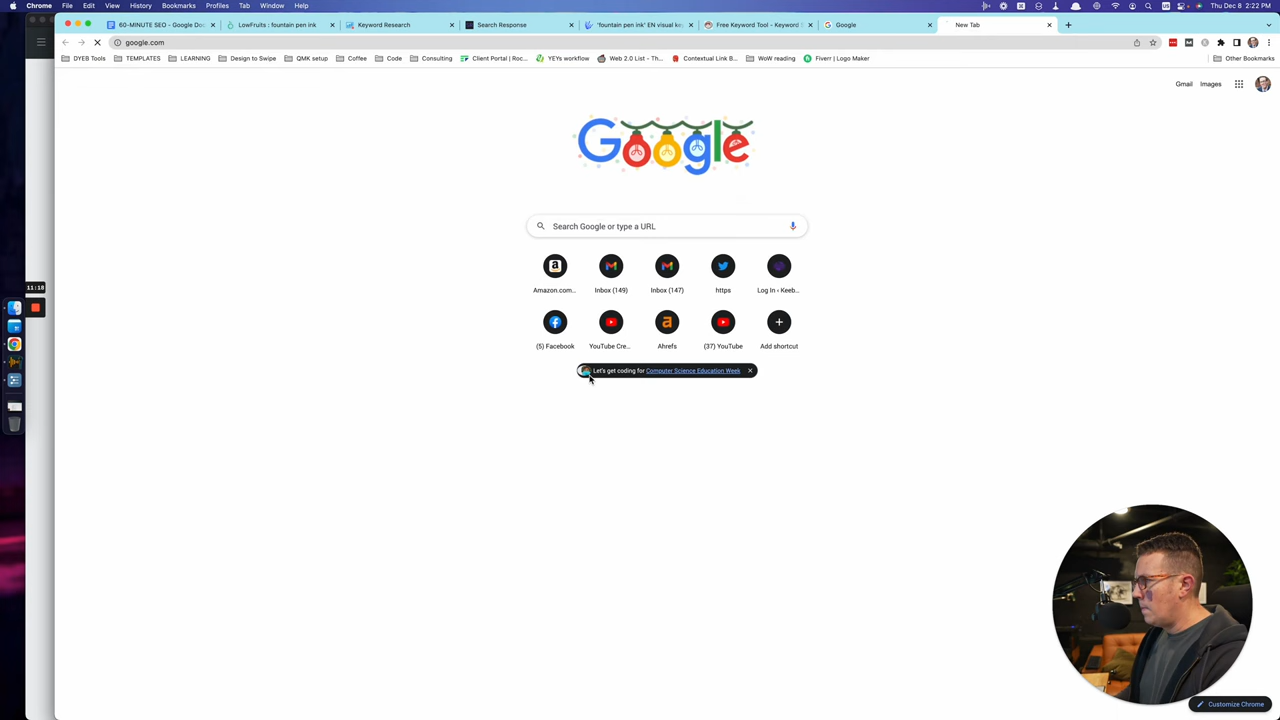 Chrome File Edit View History Bookmarks Profiles Tab Window Help
Thu Dec 8 2:22 PM
60-MINUTE SEO - Google Doc
LowFruits : fountain pen ink
Keyword Research
Search Response
'fountain pen ink' EN visual ke
Free Keyword Tool - Keyword S
Google
New Tab
google.com
DYEB Tools
TEMPLATES
LEARNING
Design to Swipe
QMK setup
Coffee
Code
Consulting
Client Portal | Roc...
YEYs workflow
Web 2.0 List - Th...
Contextual Link B...
WoW reading
Fiverr | Logo Maker
Other Bookmarks
Gmail Images
Google
Search Google or type a URL
Amazon.com...
Inbox (149)
Inbox (147)
https
Log In ‹ Keeb...
11:18
(5) Facebook
YouTube Cre...
Ahrefs
(37) YouTube
Add shortcut
Let's get coding for Computer Science Education Week
Customize Chrome